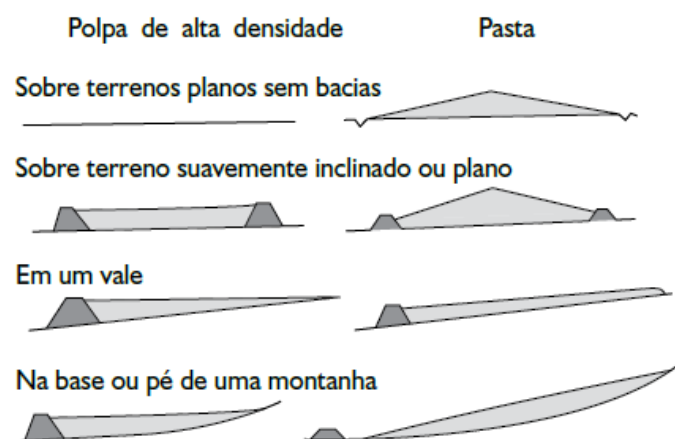 Polpa de alta densidade Pasta
Sobre terrenos planos sem bacias
Sobre terreno suavemente inclinado ou plano
Em um vale
Na base ou pé de uma montanha